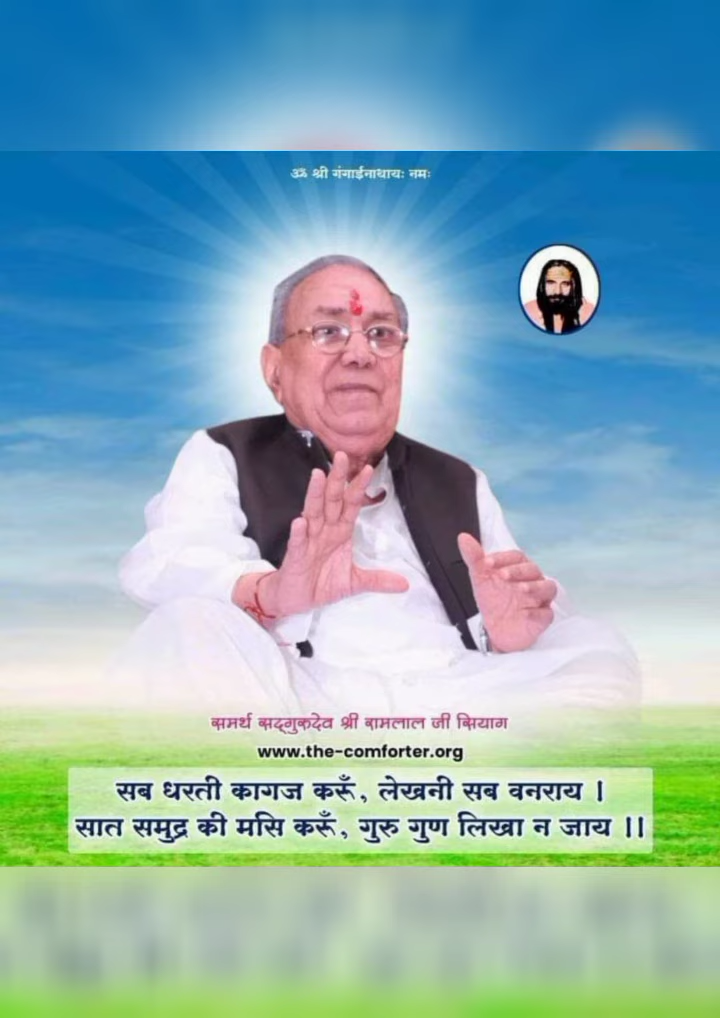 ॐ श्री गंगाईनाथायः नमः
समर्थ सद्गुरुदेव श्री रामलाल जी सियाग
www.the-comforter.org
सब धरती कागज करूँ, लेखनी सब वनराय ।
सात समुद्र की मसि करूँ, गुरु गुण लिखा न जाय ।।